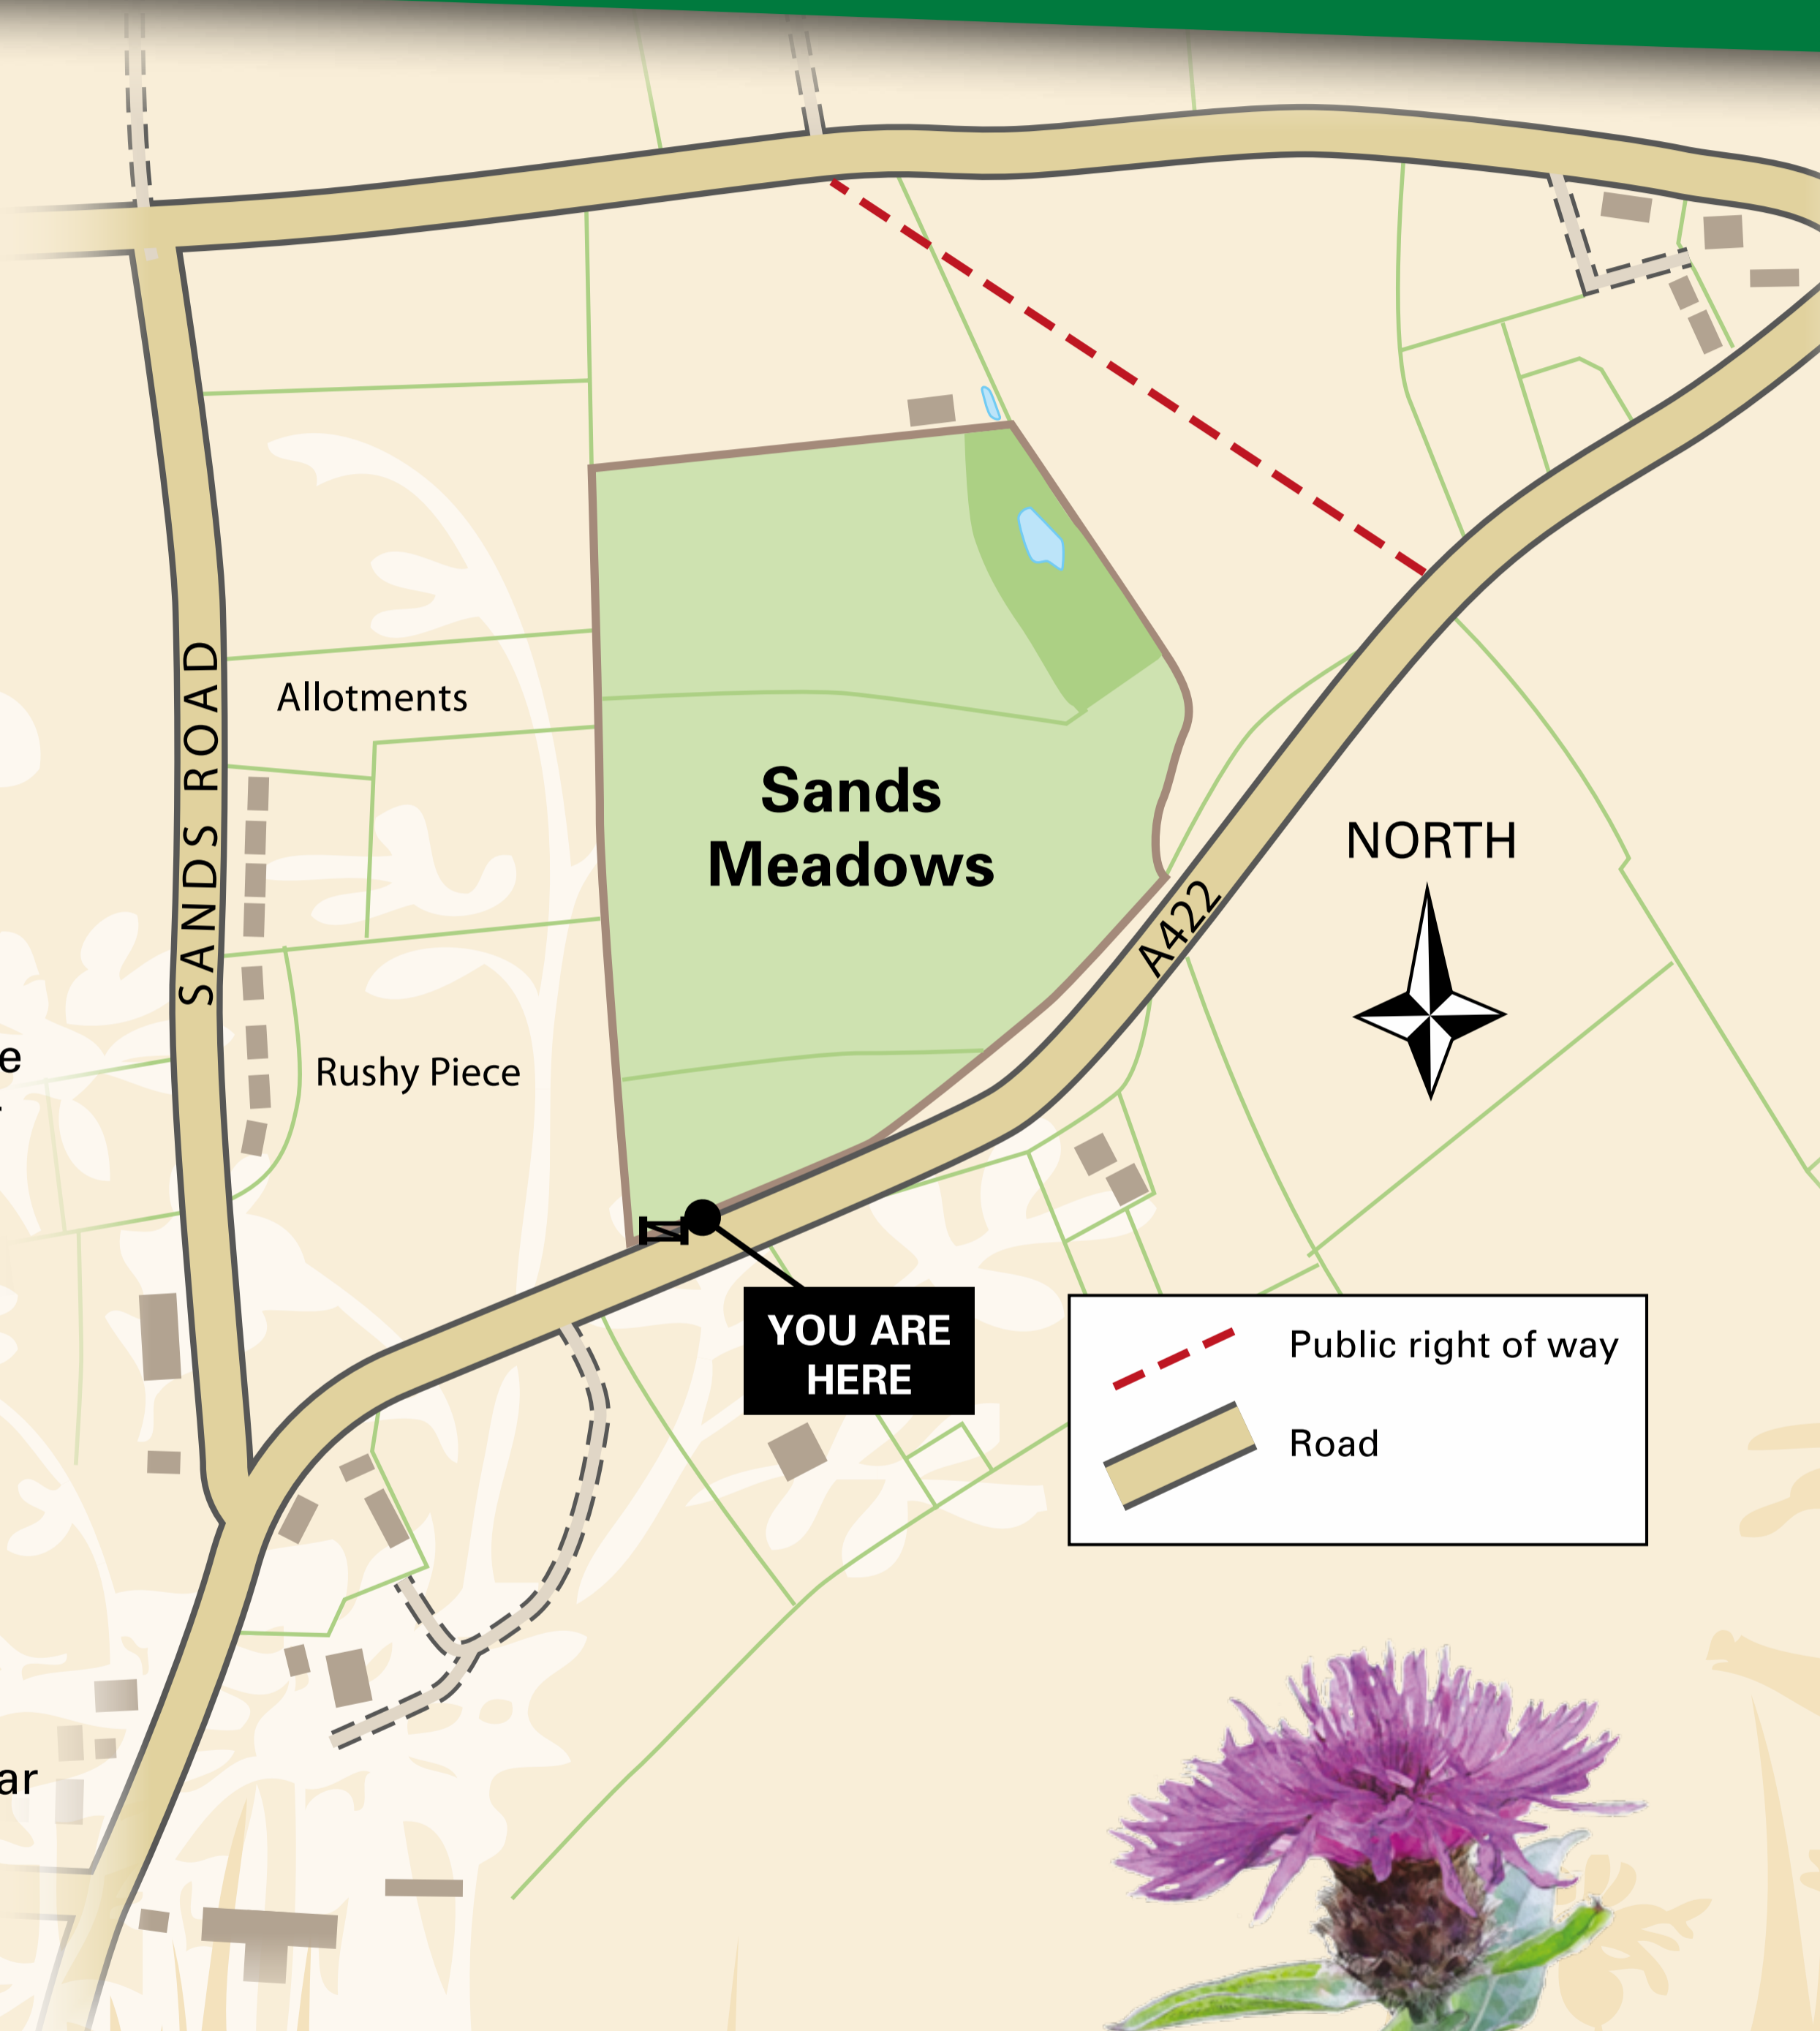 SANDS ROAD
Allotments
Sands
Meadows
NORTH
A422
Rushy Piece
YOU ARE
HERE
Public right of way
Road